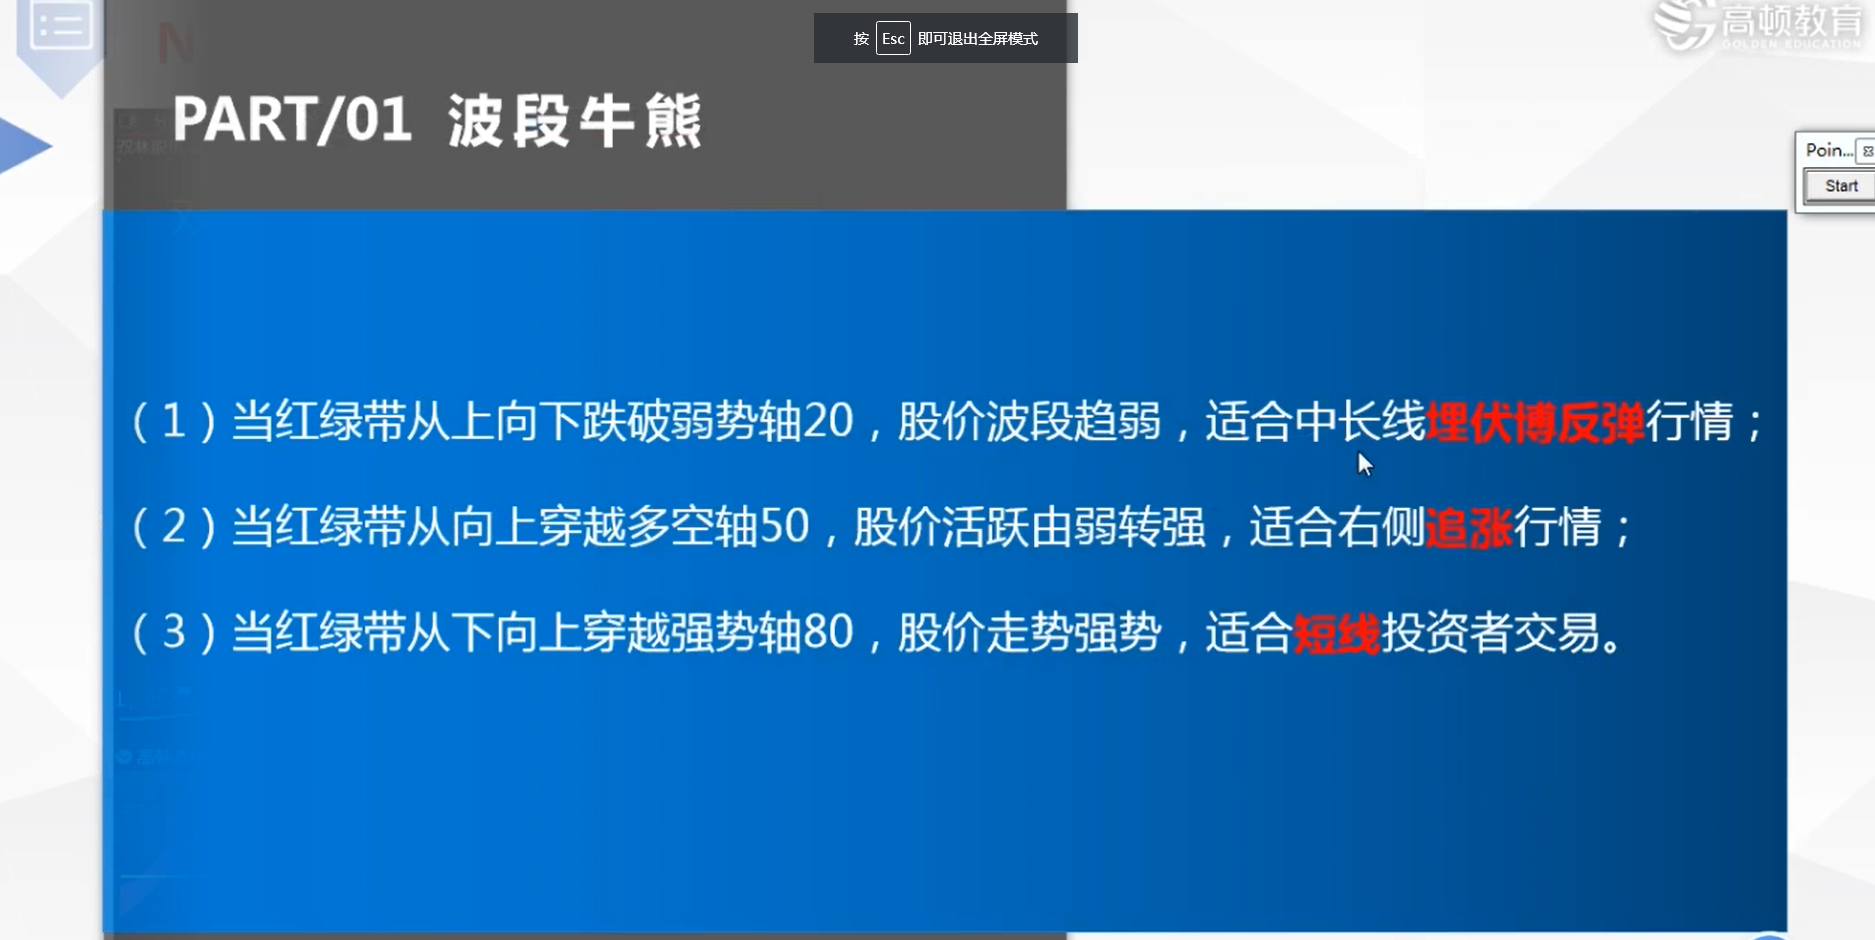 按 Esc 即可退出全屏模式
高顿教育
GOLDEN EDUCATION
N
PART/01 波段牛熊
Poin...
Start
（1）当红绿带从上向下跌破弱势轴20，股价波段趋弱，适合中长线埋伏博反弹行情；
（2）当红绿带从向上穿越多空轴50，股价活跃由弱转强，适合右侧追涨行情；
（3）当红绿带从下向上穿越强势轴80，股价走势强势，适合短线投资者交易。